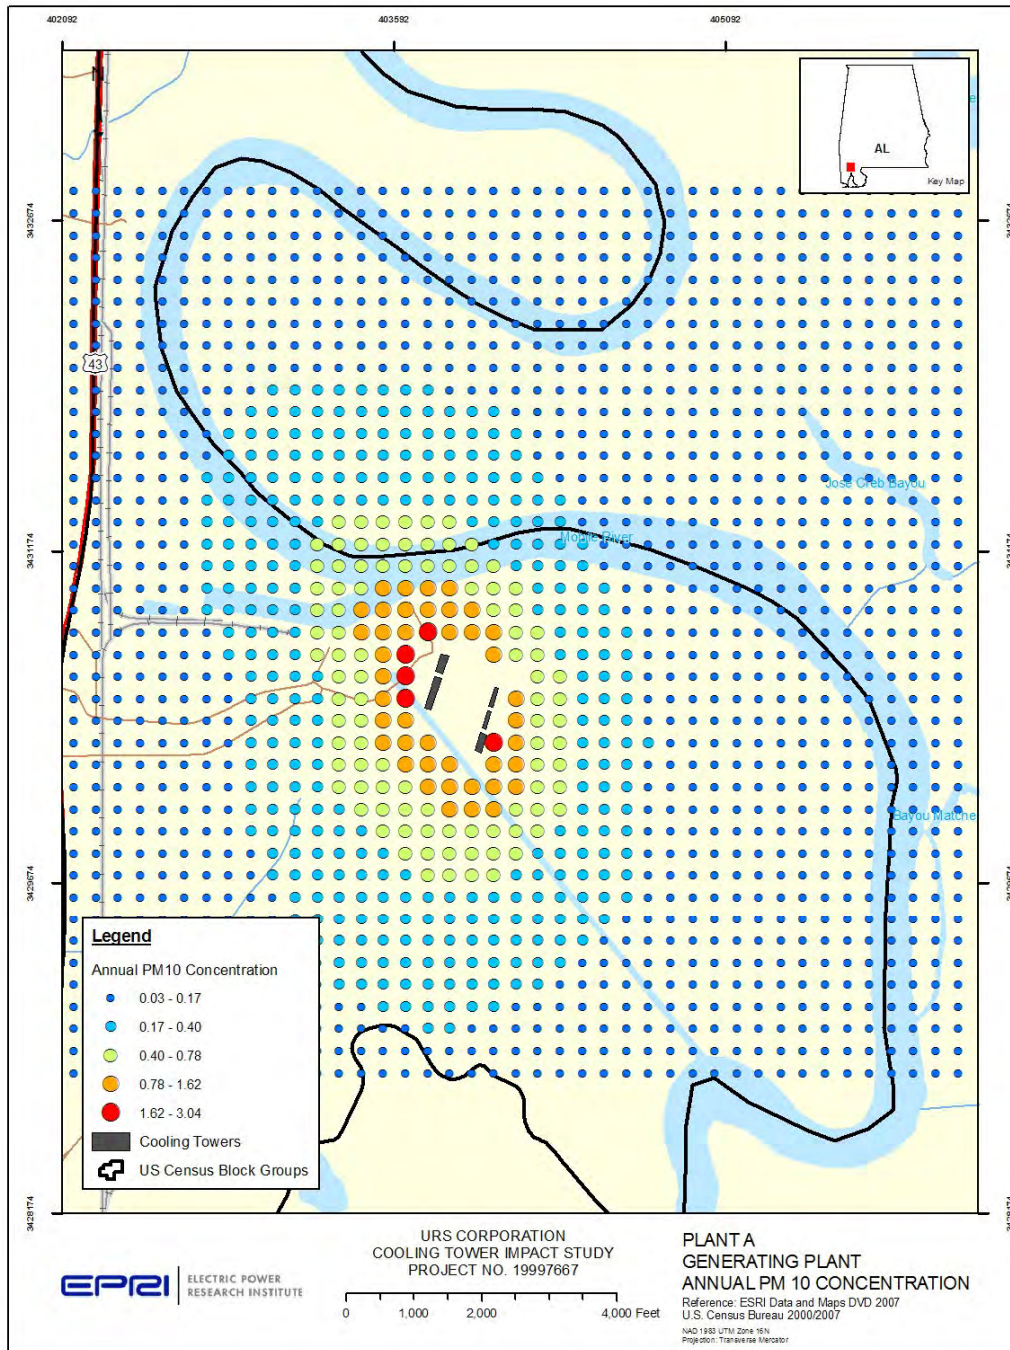 402092
403592
405092
3432674
3432674
AL
Key Map
43
Jose Creb Bayou
Mobile River
3431174
3431174
Bayou Matche
3429674
3429674
Legend
Annual PM10 Concentration
0.03 - 0.17
0.17 - 0.40
0.40 - 0.78
0.78 - 1.62
1.62 - 3.04
Cooling Towers
US Census Block Groups
3428174
3428174
EPRI
ELECTRIC POWER
RESEARCH INSTITUTE
URS CORPORATION
COOLING TOWER IMPACT STUDY
PROJECT NO. 19997667
0 1,000 2,000 4,000 Feet
PLANT A
GENERATING PLANT
ANNUAL PM 10 CONCENTRATION
Reference: ESRI Data and Maps DVD 2007
U.S. Census Bureau 2000/2007
NAD 1983 UTM Zone 16N
Projection: Transverse Mercator